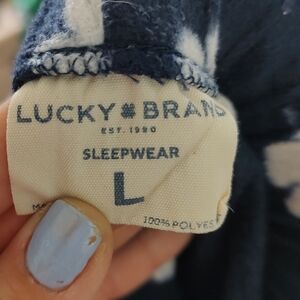 LUCKY BRAND
EST. 1990
SLEEPWEAR
L
100% POLYES